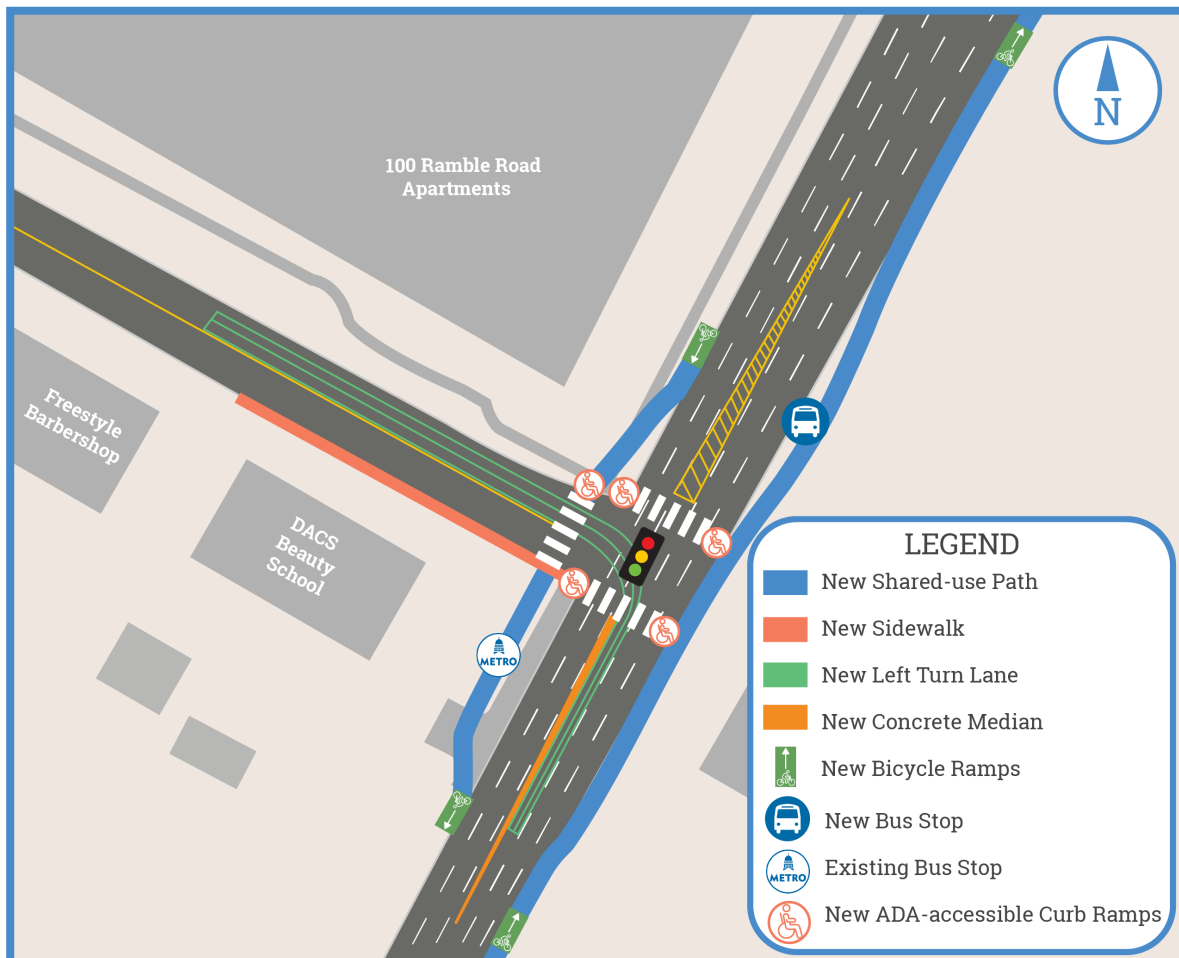 100 Ramble Road
Apartments
N
Freestyle
Barbershop
DACS
Beauty
School
METRO
LEGEND
New Shared-use Path
New Sidewalk
New Left Turn Lane
New Concrete Median
New Bicycle Ramps
New Bus Stop
METRO
Existing Bus Stop
New ADA-accessible Curb Ramps